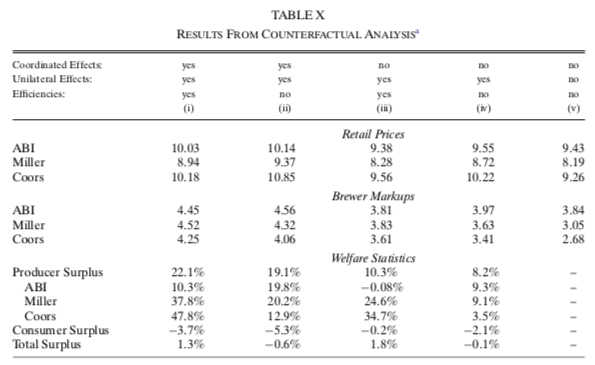 TABLE X
RESULTS FROM COUNTERFACTUAL ANALYSISa
Coordinated Effects: yes yes no no no
Unilateral Effects: yes yes yes yes no
Efficiencies: yes no yes no no
(i) (ii) (iii) (iv) (v)
Retail Prices
ABI 10.03 10.14 9.38 9.55 9.43
Miller 8.94 9.37 8.28 8.72 8.19
Coors 10.18 10.85 9.56 10.22 9.26
Brewer Markups
ABI 4.45 4.56 3.81 3.97 3.84
Miller 4.52 4.32 3.83 3.63 3.05
Coors 4.25 4.06 3.61 3.41 2.68
Welfare Statistics
Producer Surplus 22.1% 19.1% 10.3% 8.2% –
ABI 10.3% 19.8% −0.08% 9.3% –
Miller 37.8% 20.2% 24.6% 9.1% –
Coors 47.8% 12.9% 34.7% 3.5% –
Consumer Surplus −3.7% −5.3% −0.2% −2.1% –
Total Surplus 1.3% −0.6% 1.8% −0.1% –